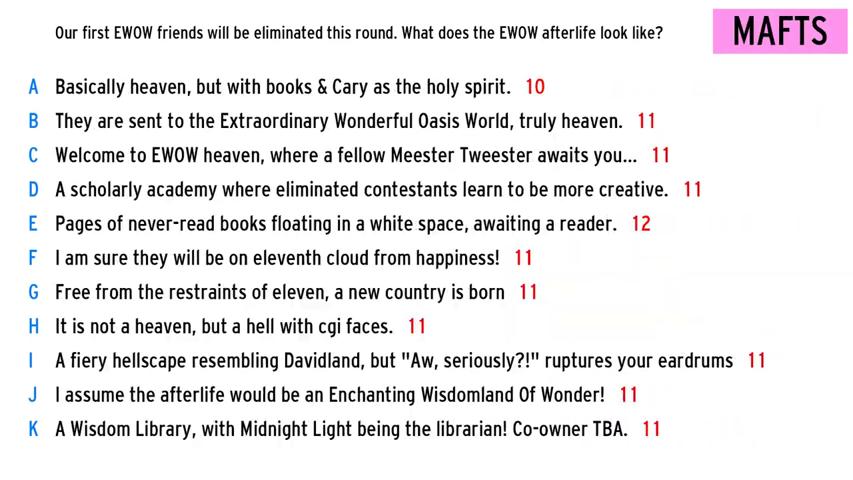 Our first EWOW friends will be eliminated this round. What does the EWOW afterlife look like?
MAFTS
A Basically heaven, but with books & Cary as the holy spirit. 10
B They are sent to the Extraordinary Wonderful Oasis World, truly heaven. 11
C Welcome to EWOW heaven, where a fellow Meester Tweester awaits you... 11
D A scholarly academy where eliminated contestants learn to be more creative. 11
E Pages of never-read books floating in a white space, awaiting a reader. 12
F I am sure they will be on eleventh cloud from happiness! 11
G Free from the restraints of eleven, a new country is born 11
H It is not a heaven, but a hell with cgi faces. 11
I A fiery hellscape resembling Davidland, but "Aw, seriously?!" ruptures your eardrums 11
J I assume the afterlife would be an Enchanting Wisdomland Of Wonder! 11
K A Wisdom Library, with Midnight Light being the librarian! Co-owner TBA. 11